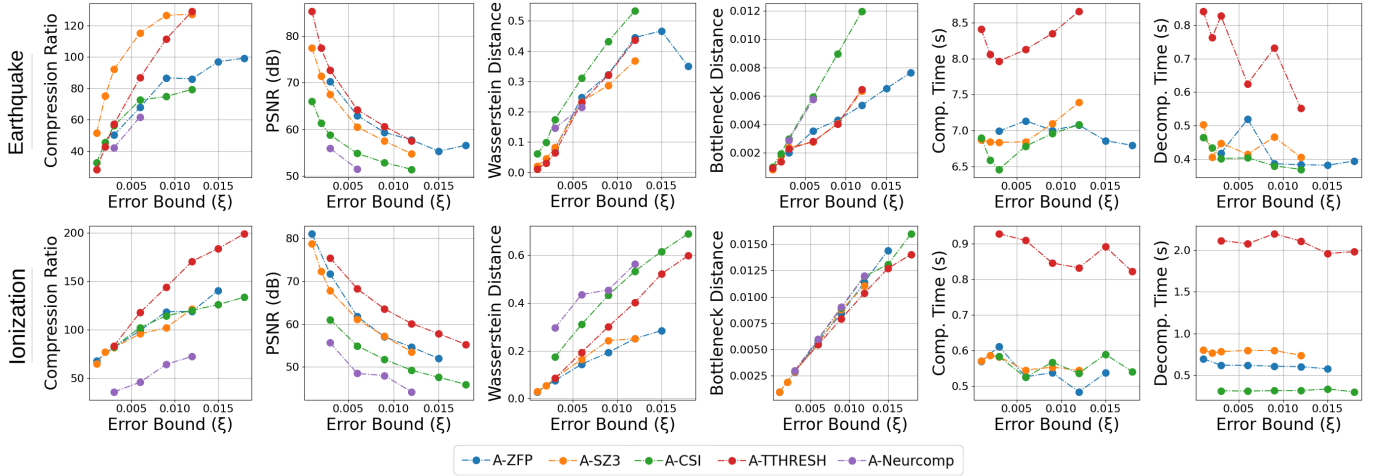 Earthquake
Compression Ratio
120
100
80
60
40
0.005 0.010 0.015
Error Bound (ξ)
PSNR (dB)
80
70
60
50
0.005 0.010 0.015
Error Bound (ξ)
Wasserstein Distance
0.5
0.4
0.3
0.2
0.1
0.0
0.005 0.010 0.015
Error Bound (ξ)
Bottleneck Distance
0.012
0.010
0.008
0.006
0.004
0.002
0.005 0.010 0.015
Error Bound (ξ)
Comp. Time (s)
8.5
8.0
7.5
7.0
6.5
0.005 0.010 0.015
Error Bound (ξ)
Decomp. Time (s)
0.8
0.7
0.6
0.5
0.4
0.005 0.010 0.015
Error Bound (ξ)
Ionization
Compression Ratio
200
150
100
50
0.005 0.010 0.015
Error Bound (ξ)
PSNR (dB)
80
70
60
50
0.005 0.010 0.015
Error Bound (ξ)
Wasserstein Distance
0.6
0.4
0.2
0.0
0.005 0.010 0.015
Error Bound (ξ)
Bottleneck Distance
0.0150
0.0125
0.0100
0.0075
0.0050
0.0025
0.005 0.010 0.015
Error Bound (ξ)
Comp. Time (s)
0.9
0.8
0.7
0.6
0.5
0.005 0.010 0.015
Error Bound (ξ)
Decomp. Time (s)
2.0
1.5
1.0
0.5
0.005 0.010 0.015
Error Bound (ξ)
A-ZFP A-SZ3 A-CSI A-TTHRESH A-Neurcomp